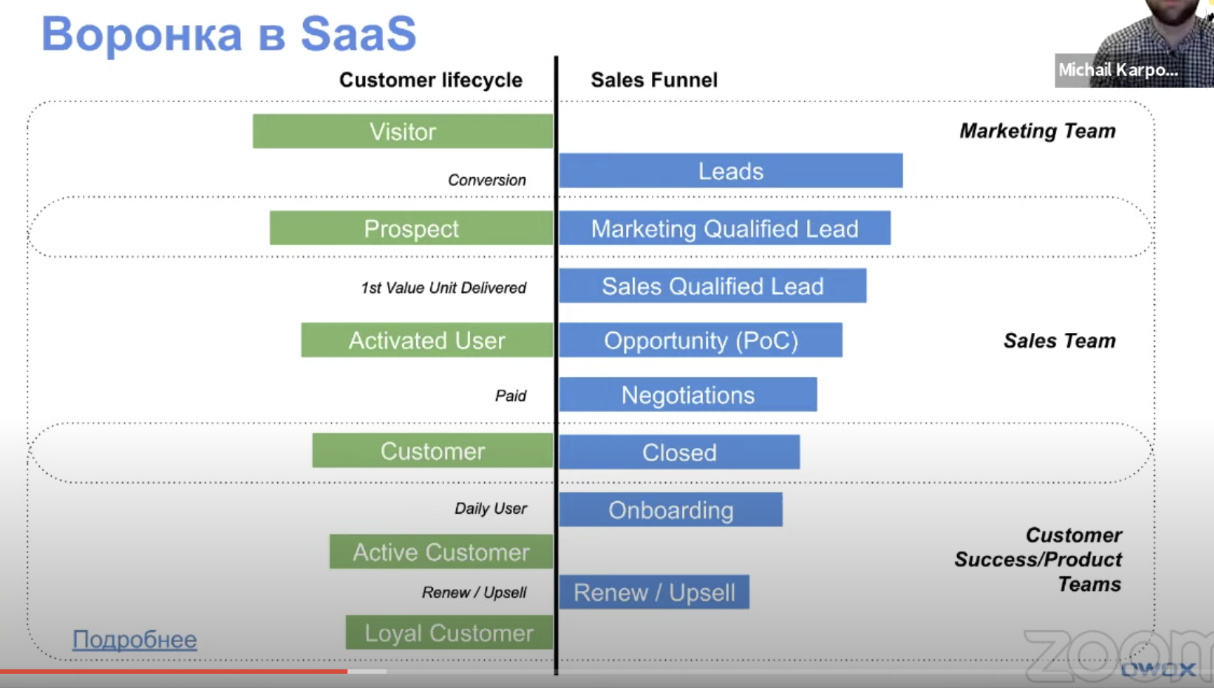 Воронка в SaaS
Michail Karpo...
Customer lifecycle
Sales Funnel
Visitor
Marketing Team
Leads
Conversion
Prospect
Marketing Qualified Lead
1st Value Unit Delivered
Sales Qualified Lead
Activated User
Opportunity (PoC)
Sales Team
Paid
Negotiations
Customer
Closed
Daily User
Onboarding
Customer
Success/Product
Teams
Active Customer
Renew / Upsell
Renew / Upsell
Loyal Customer
Подробнее
zoom
OWOX